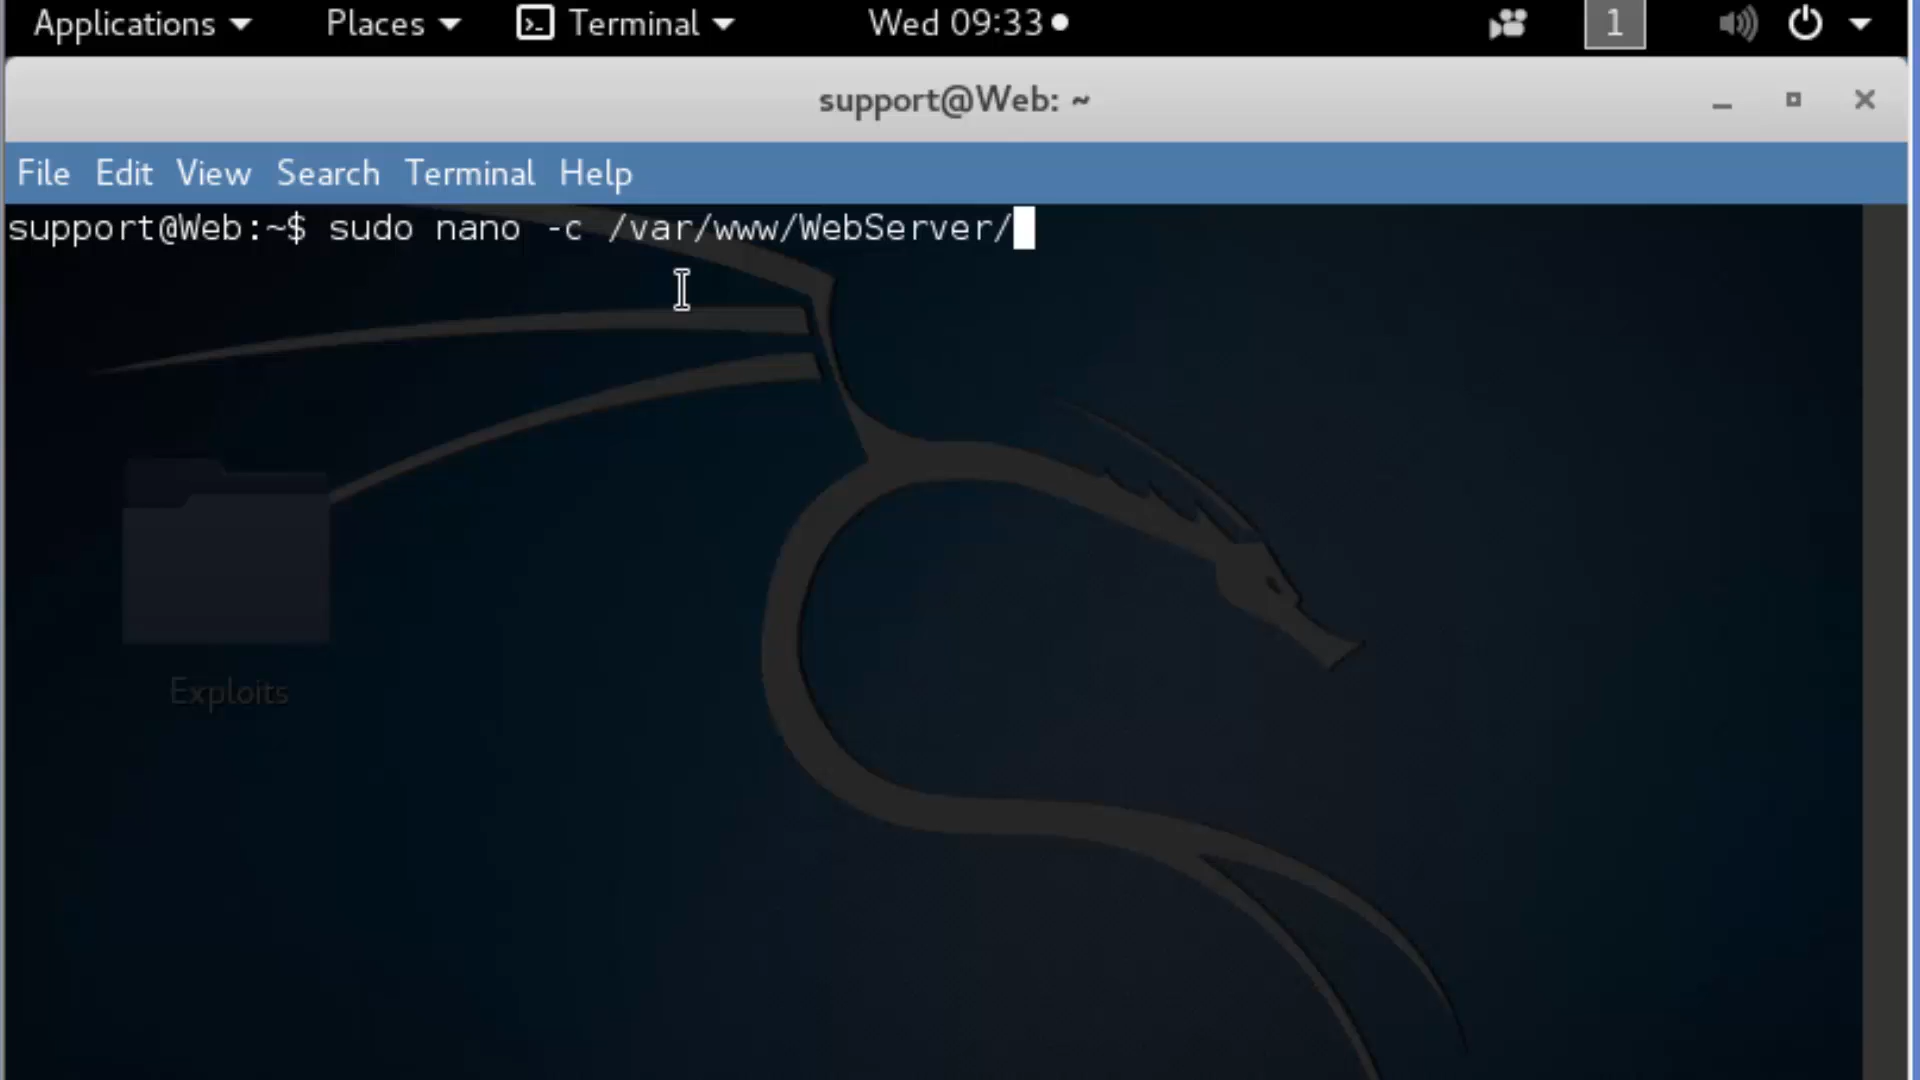 Applications Places Terminal Wed 09:33 1
support@Web: ~
File Edit View Search Terminal Help
support@Web:~$ sudo nano -c /var/www/WebServer/
Exploits